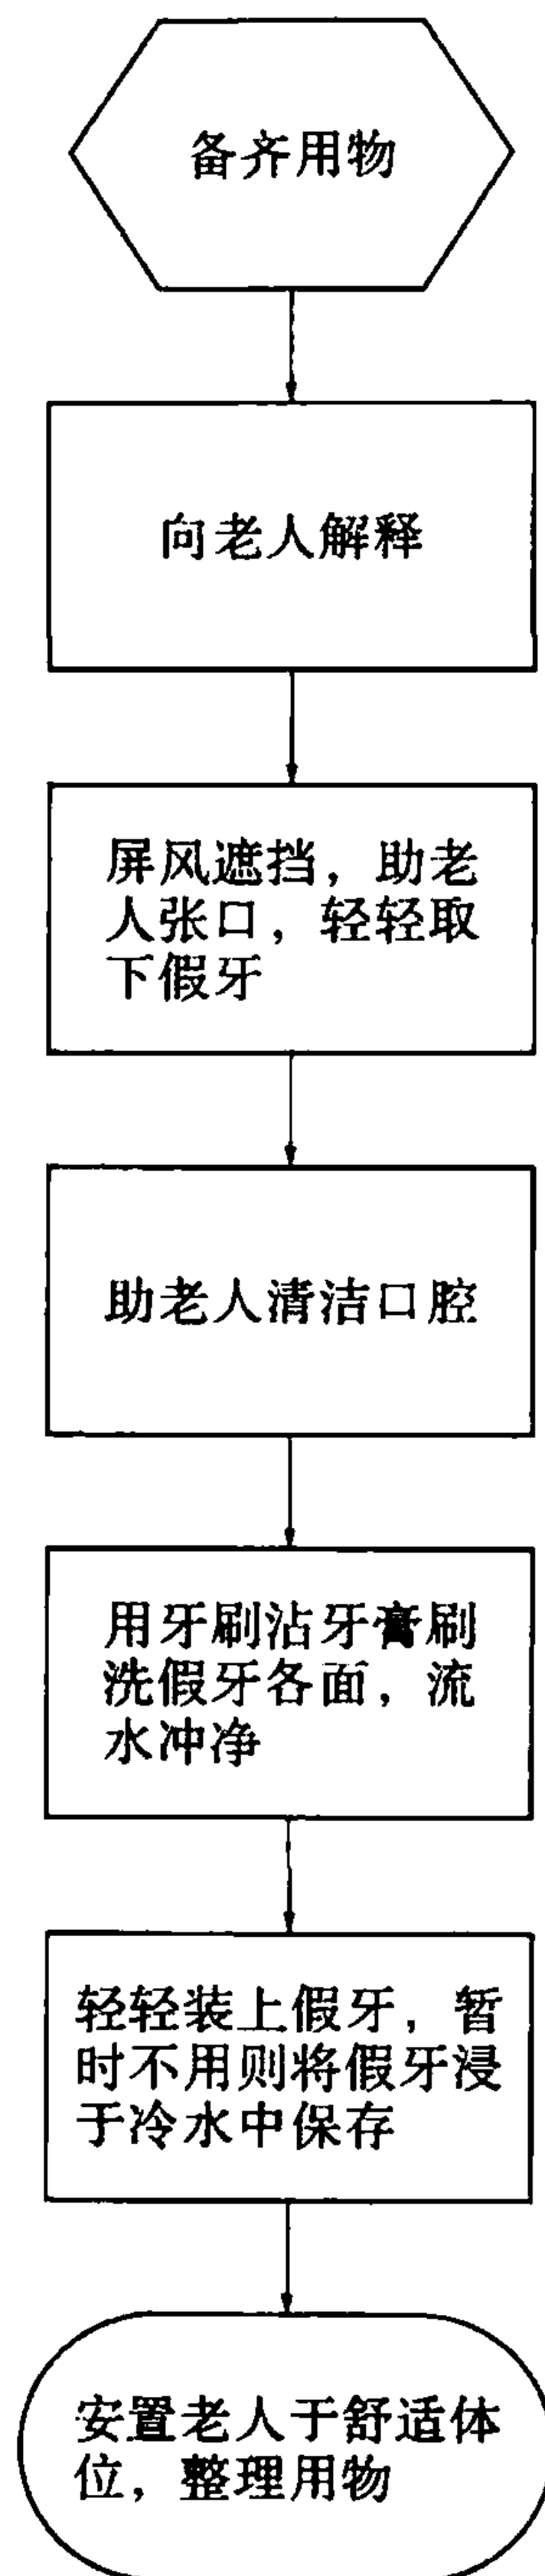 备齐用物
向老人解释
屏风遮挡，助老
人张口，轻轻取
下假牙
助老人清洁口腔
用牙刷沾牙膏刷
洗假牙各面，流
水冲净
轻轻装上假牙，暂
时不用则将假牙浸
于冷水中保存
安置老人于舒适体
位，整理用物